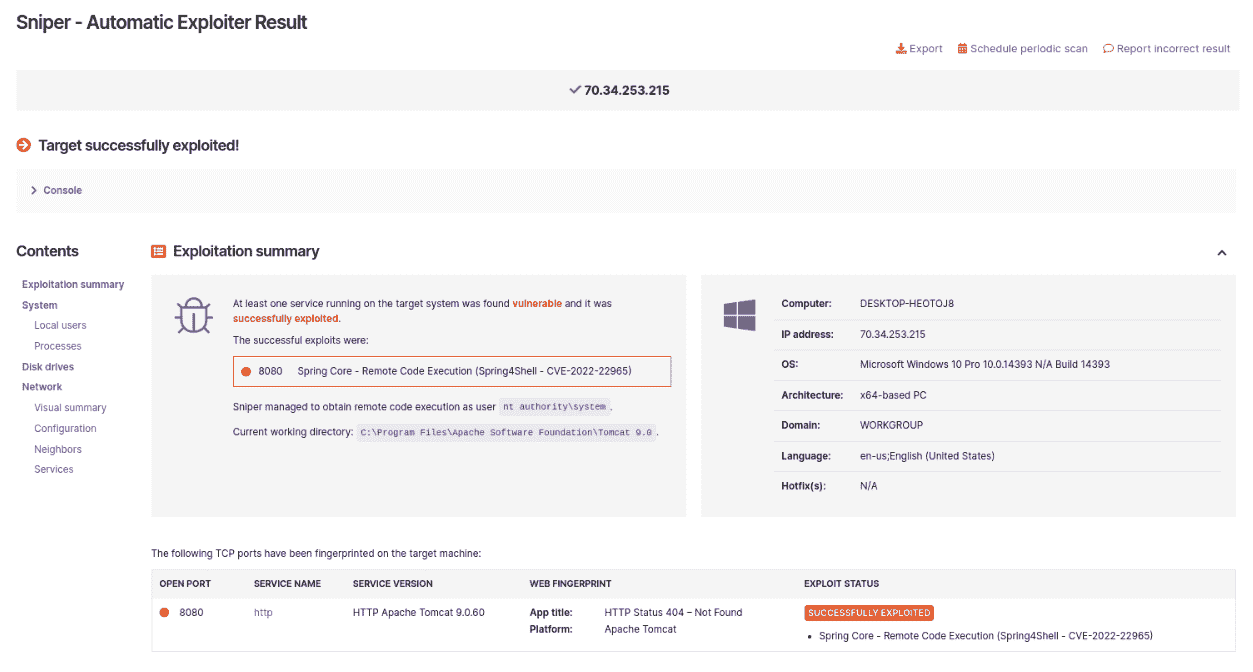 Sniper - Automatic Exploiter Result
Export Schedule periodic scan Report incorrect result
70.34.253.215
Target successfully exploited!
Console
Contents
Exploitation summary
System
Local users
Processes
Disk drives
Network
Visual summary
Configuration
Neighbors
Services
Exploitation summary
At least one service running on the target system was found vulnerable and it was
successfully exploited.
The successful exploits were:
8080 Spring Core - Remote Code Execution (Spring4Shell - CVE-2022-22965)
Sniper managed to obtain remote code execution as user nt authority\system .
Current working directory: C:\Program Files\Apache Software Foundation\Tomcat 9.0 .
Computer: DESKTOP-HEOTOJ8
IP address: 70.34.253.215
OS: Microsoft Windows 10 Pro 10.0.14393 N/A Build 14393
Architecture: x64-based PC
Domain: WORKGROUP
Language: en-us;English (United States)
Hotfix(s): N/A
The following TCP ports have been fingerprinted on the target machine:
OPEN PORT SERVICE NAME SERVICE VERSION WEB FINGERPRINT EXPLOIT STATUS
8080 http HTTP Apache Tomcat 9.0.60 App title: HTTP Status 404 – Not Found SUCCESSFULLY EXPLOITED
Platform: Apache Tomcat
• Spring Core - Remote Code Execution (Spring4Shell - CVE-2022-22965)